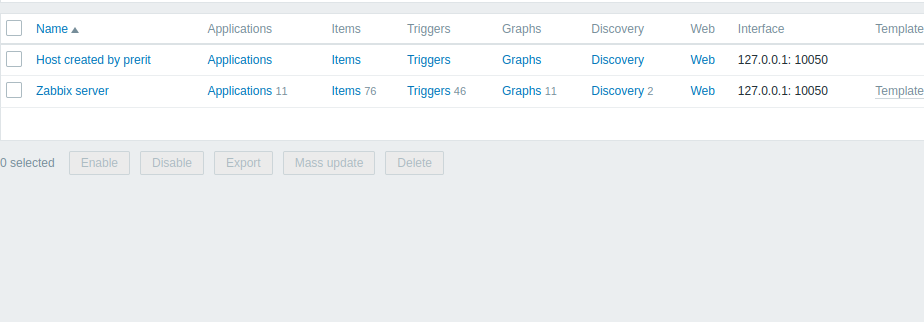 Name Applications Items Triggers Graphs Discovery Web Interface Template
Host created by prerit Applications Items Triggers Graphs Discovery Web 127.0.0.1: 10050
Zabbix server Applications 11 Items 76 Triggers 46 Graphs 11 Discovery 2 Web 127.0.0.1: 10050 Template
0 selected Enable Disable Export Mass update Delete